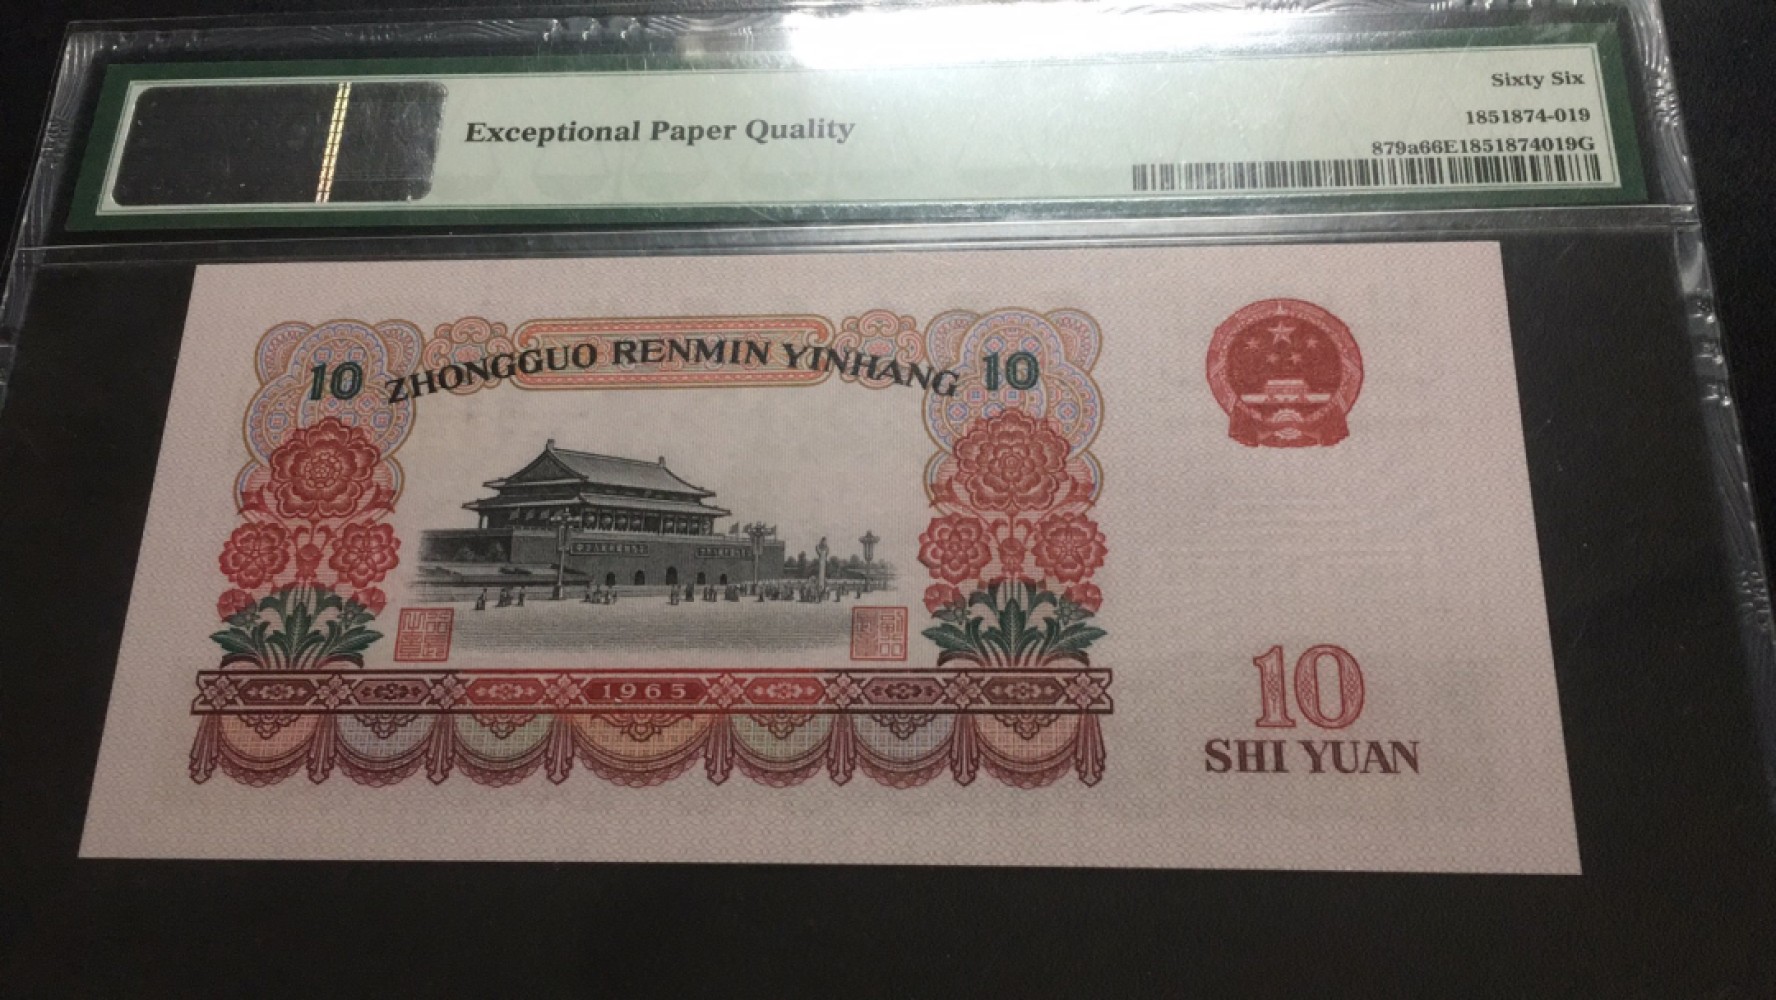 Sixty Six
Exceptional Paper Quality
1851874-019
879a66E1851874019G
10 ZHONGGUO RENMIN YINHANG 10
1965
10
SHI YUAN